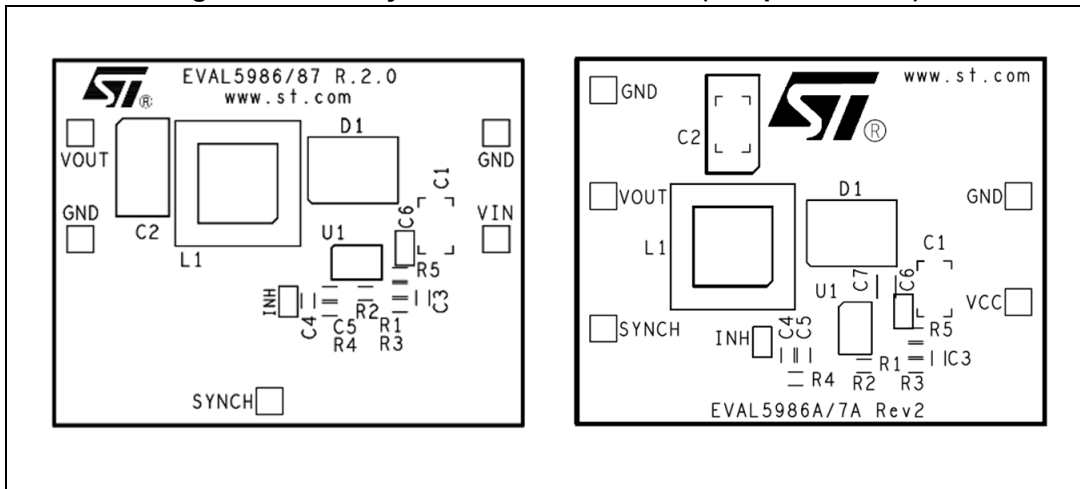 EVAL5986/87 R.2.0
www.st.com
ST®
D1
VOUT
GND
C1
GND
VIN
C6
C2
U1
L1
R5
INH
C4
C5
R2
R1
C3
R4
R3
SYNCH
www.st.com
ST®
GND
C2
VOUT
D1
GND
L1
C1
U1
C7
C6
VCC
SYNCH
INH
C4
C5
R5
R4
R1
R2
R3
C3
EVAL5986A/7A Rev2